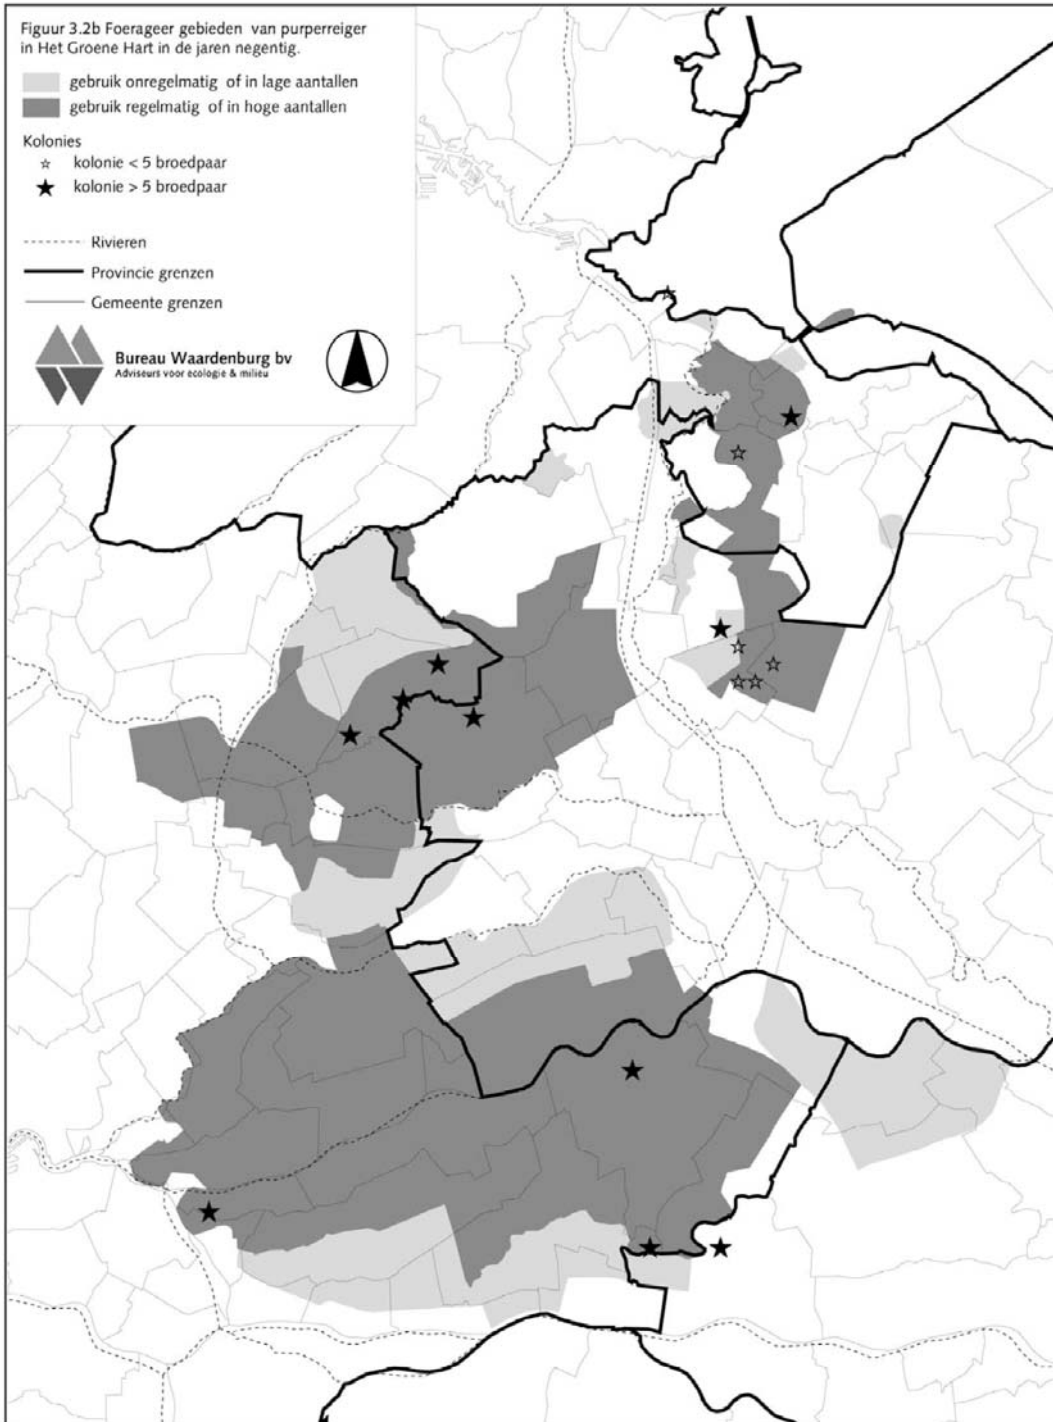 Figuur 3.2b Foerageer gebieden van purperreiger
in Het Groene Hart in de jaren negentig.
gebruik onregelmatig of in lage aantallen
gebruik regelmatig of in hoge aantallen
Kolonies
kolonie < 5 broedpaar
kolonie > 5 broedpaar
Rivieren
Provincie grenzen
Gemeente grenzen
Bureau Waardenburg bv
Adviseurs voor ecologie & milieu